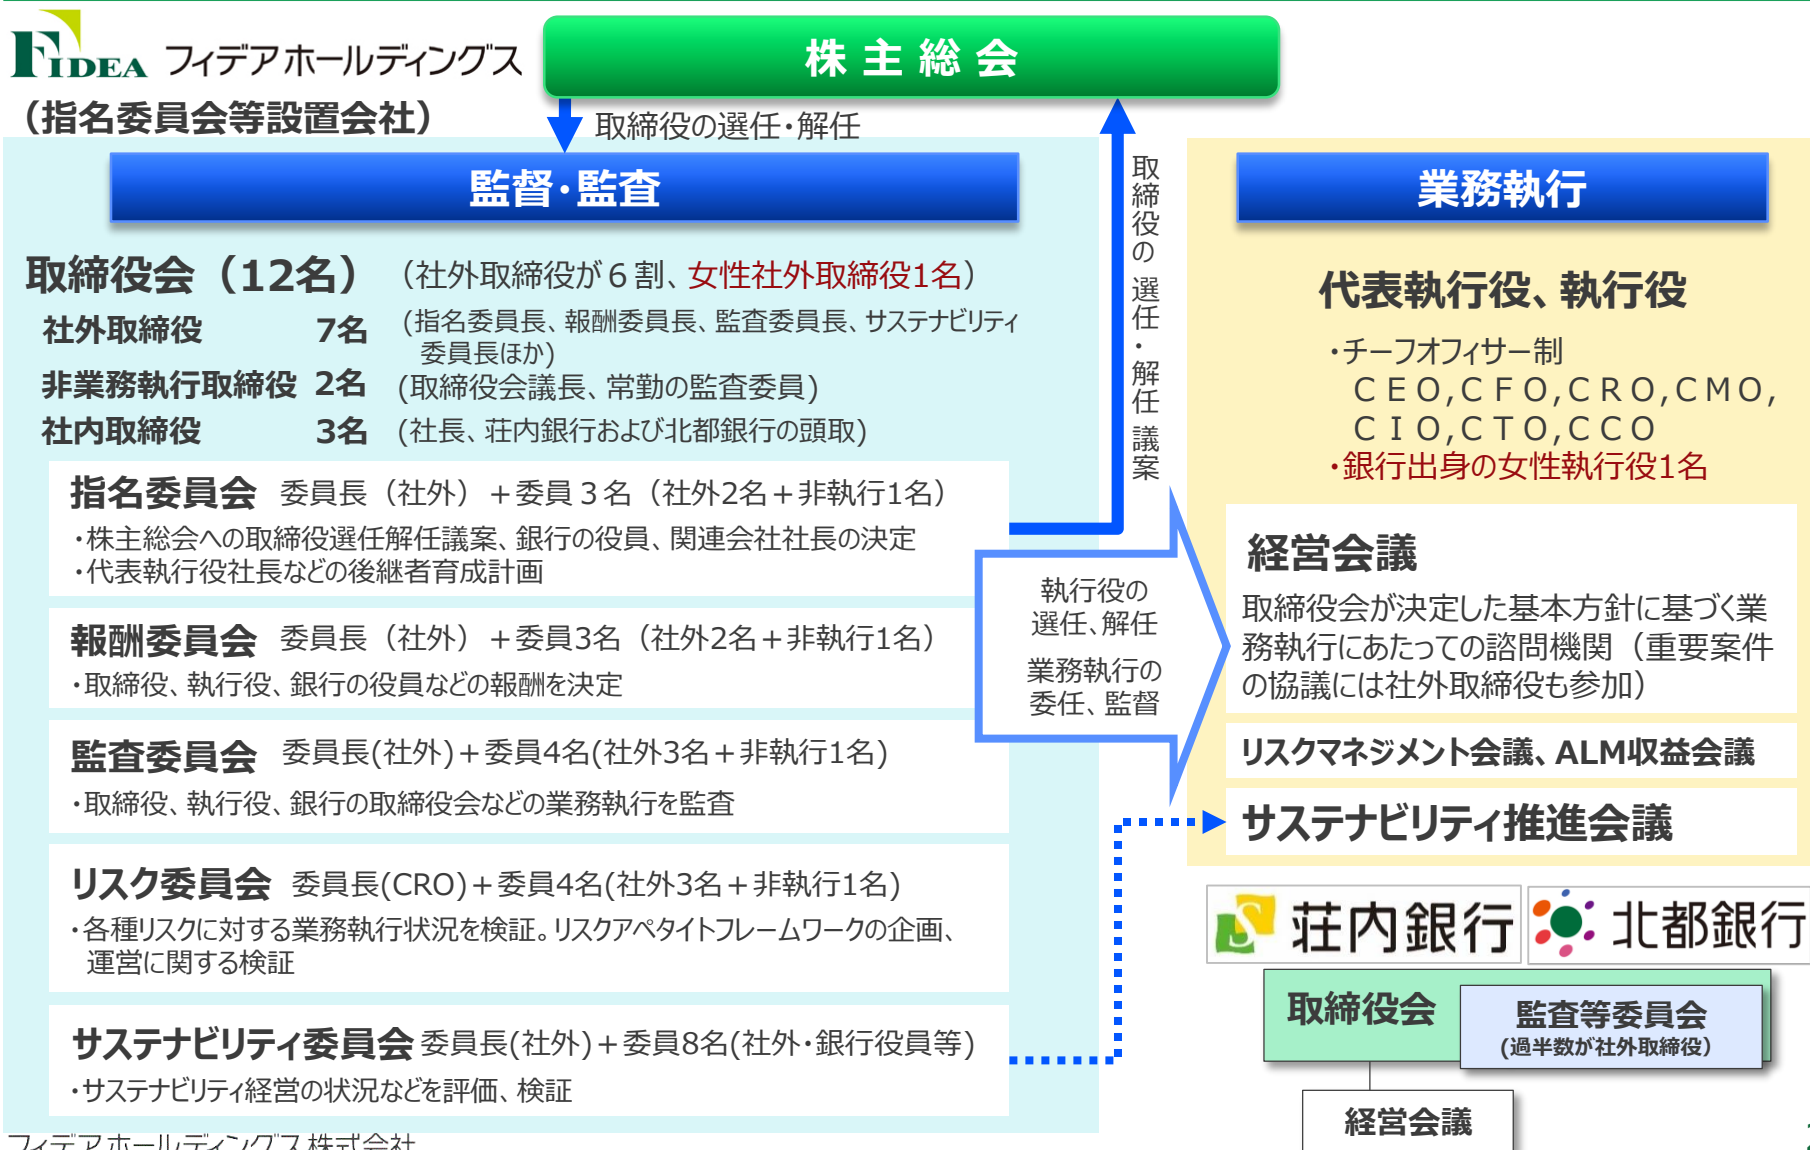 FIDEA フィデアホールディングス
（指名委員会等設置会社）
株主総会
取締役の選任・解任
監督・監査
取締役会（12名）（社外取締役が６割、女性社外取締役1名）
社外取締役 7名 (指名委員長、報酬委員長、監査委員長、サステナビリティ
委員長ほか)
非業務執行取締役 2名 (取締役会議長、常勤の監査委員)
社内取締役 3名 (社長、荘内銀行および北都銀行の頭取)
指名委員会 委員長（社外）＋委員３名（社外2名＋非執行1名）
・株主総会への取締役選任解任議案、銀行の役員、関連会社社長の決定
・代表執行役社長などの後継者育成計画
報酬委員会 委員長（社外）＋委員3名（社外2名＋非執行1名）
・取締役、執行役、銀行の役員などの報酬を決定
監査委員会 委員長(社外)＋委員4名(社外3名＋非執行1名)
・取締役、執行役、銀行の取締役会などの業務執行を監査
リスク委員会 委員長(CRO)＋委員4名(社外3名＋非執行1名)
・各種リスクに対する業務執行状況を検証。リスクアペタイトフレームワークの企画、
運営に関する検証
サステナビリティ委員会 委員長(社外)＋委員8名(社外・銀行役員等)
・サステナビリティ経営の状況などを評価、検証
取締役の選任・解任議案
執行役の
選任、解任
業務執行の
委任、監督
業務執行
代表執行役、執行役
・チーフオフィサー制
ＣＥＯ,ＣＦＯ,ＣＲＯ,ＣＭＯ,
ＣＩＯ,ＣＴＯ,ＣＣＯ
・銀行出身の女性執行役1名
経営会議
取締役会が決定した基本方針に基づく業
務執行にあたっての諮問機関（重要案件
の協議には社外取締役も参加）
リスクマネジメント会議、ALM収益会議
サステナビリティ推進会議
S 荘内銀行 北都銀行
取締役会
監査等委員会
(過半数が社外取締役）
経営会議
フィデアホールディングス株式会社